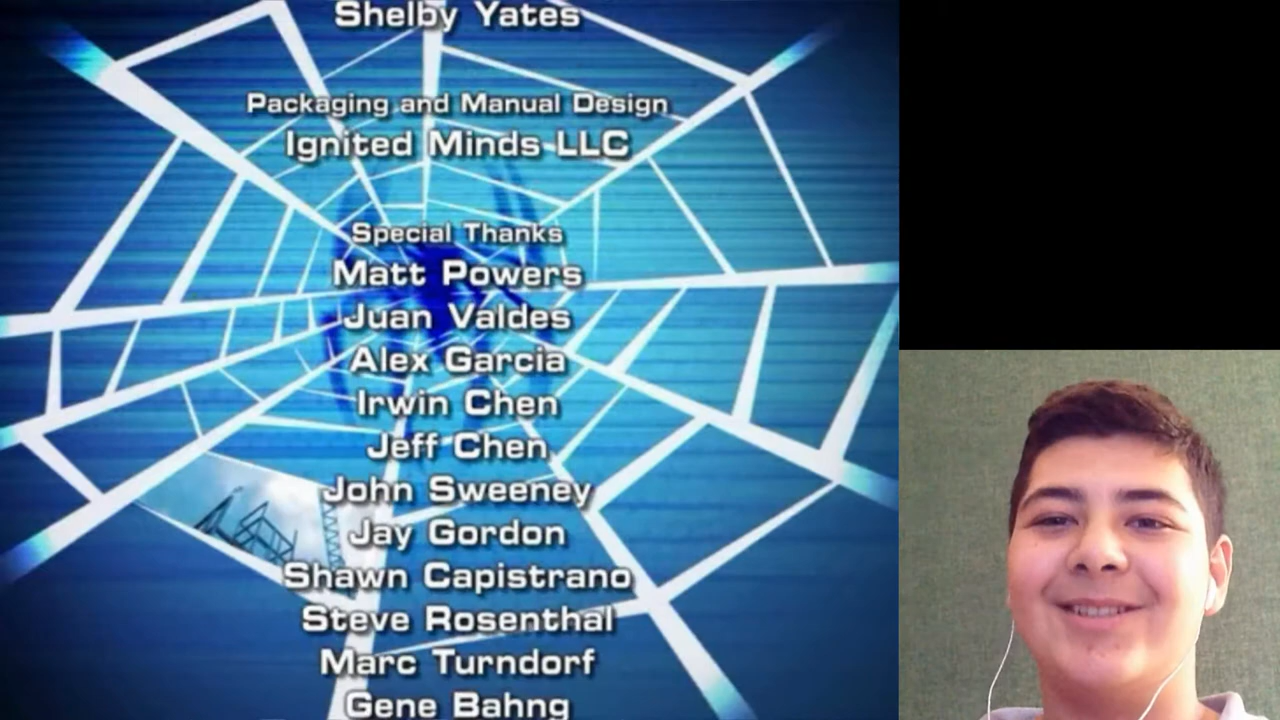 Shelby Yates
Packaging and Manual Design
Ignited Minds LLC
Special Thanks
Matt Powers
Juan Valdes
Alex Garcia
Irwin Chen
Jeff Chen
John Sweeney
Jay Gordon
Shawn Capistrano
Steve Rosenthal
Marc Turndorf
Gene Bahng